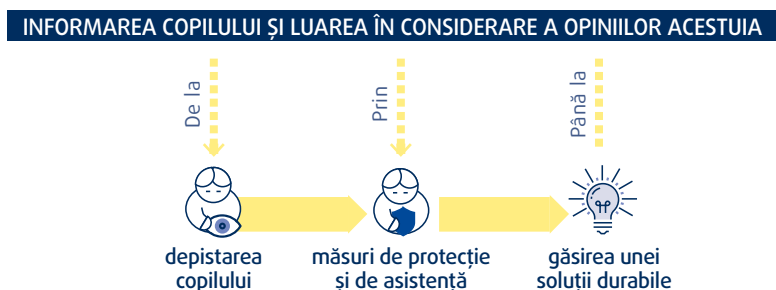 INFORMAREA COPILULUI ȘI LUAREA ÎN CONSIDERARE A OPINIILOR ACESTUIA
De la
Prin
Până la
depistarea
copilului
măsuri de protecție
și de asistență
găsirea unei
soluții durabile